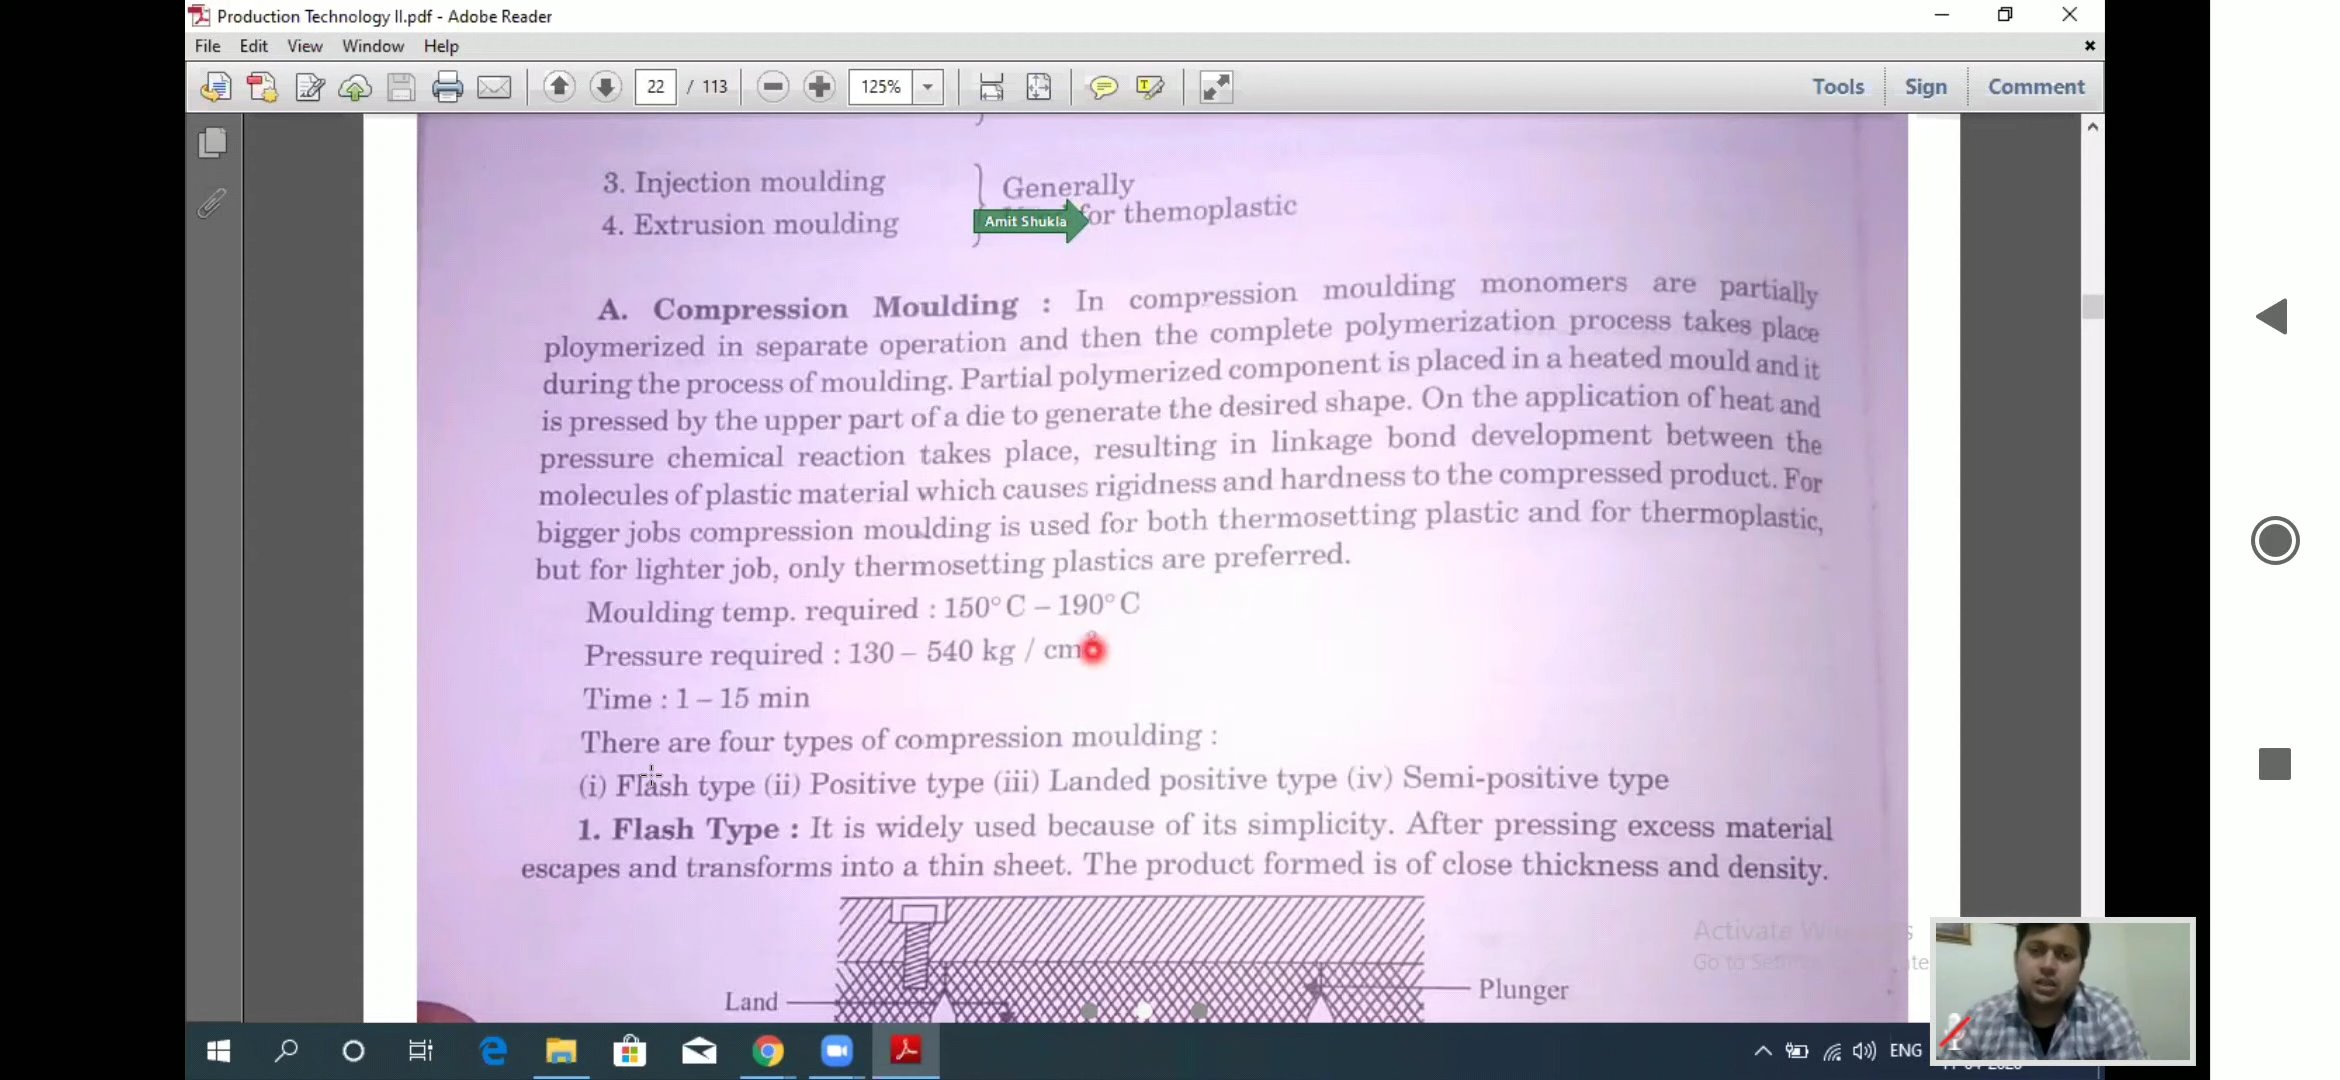 Production Technology II.pdf - Adobe Reader
File Edit View Window Help
22 / 113 125% Tools Sign Comment
3. Injection moulding
4. Extrusion moulding
Generally
Amit Shukla for themoplastic
A. Compression Moulding : In compression moulding monomers are partially
ploymerized in separate operation and then the complete polymerization process takes place
during the process of moulding. Partial polymerized component is placed in a heated mould and it
is pressed by the upper part of a die to generate the desired shape. On the application of heat and
pressure chemical reaction takes place, resulting in linkage bond development between the
molecules of plastic material which causes rigidness and hardness to the compressed product. For
bigger jobs compression moulding is used for both thermosetting plastic and for thermoplastic,
but for lighter job, only thermosetting plastics are preferred.
Moulding temp. required : 150° C – 190° C
Pressure required : 130 – 540 kg / cm²
Time : 1 – 15 min
There are four types of compression moulding :
(i) Flash type (ii) Positive type (iii) Landed positive type (iv) Semi-positive type
1. Flash Type : It is widely used because of its simplicity. After pressing excess material
escapes and transforms into a thin sheet. The product formed is of close thickness and density.
Activate
Go to
Land
Plunger
ENG